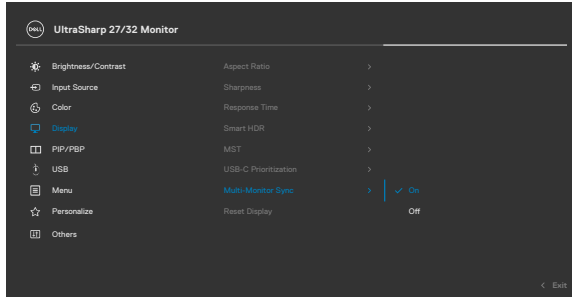 DELL UltraSharp 27/32 Monitor
Brightness/Contrast Aspect Ratio >
Input Source Sharpness >
Color Response Time >
Display Smart HDR >
PIP/PBP MST >
USB USB-C Prioritization >
Menu Multi-Monitor Sync > ✓ On
Personalize Reset Display Off
Others
< Exit